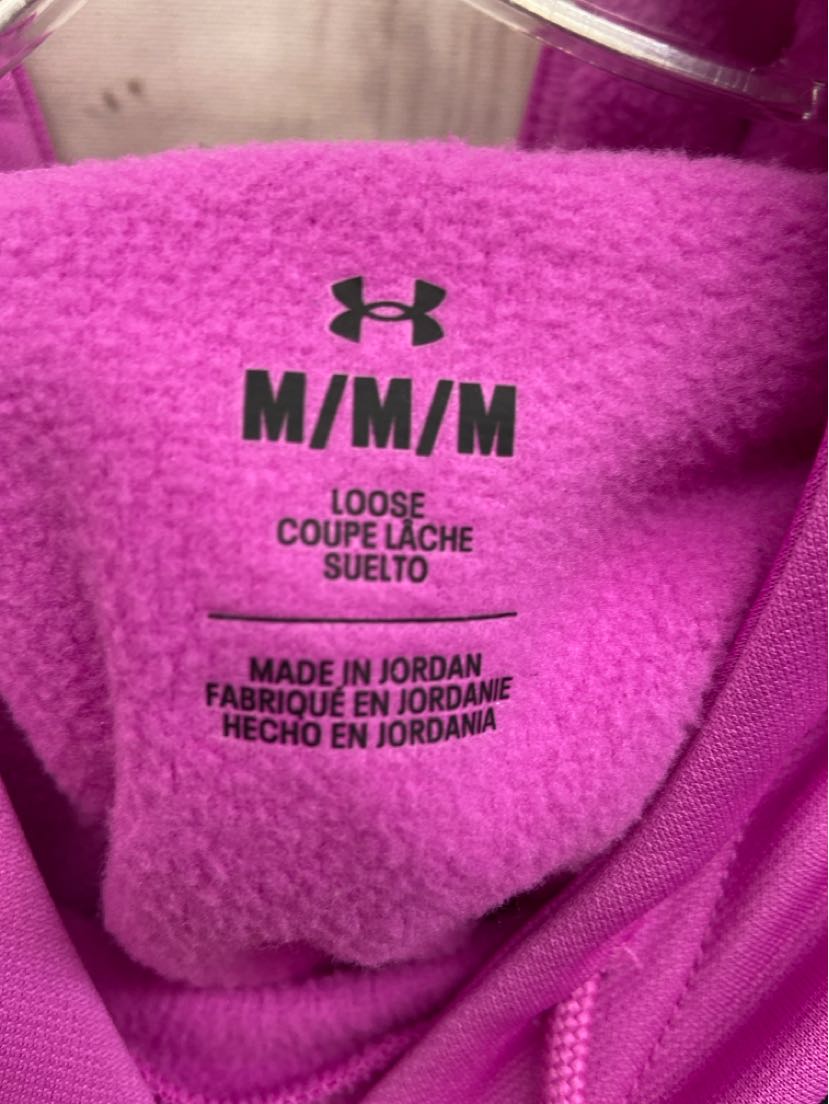 M/M/M
LOOSE
COUPE LÂCHE
SUELTO
MADE IN JORDAN
FABRIQUÉ EN JORDANIE
HECHO EN JORDANIA